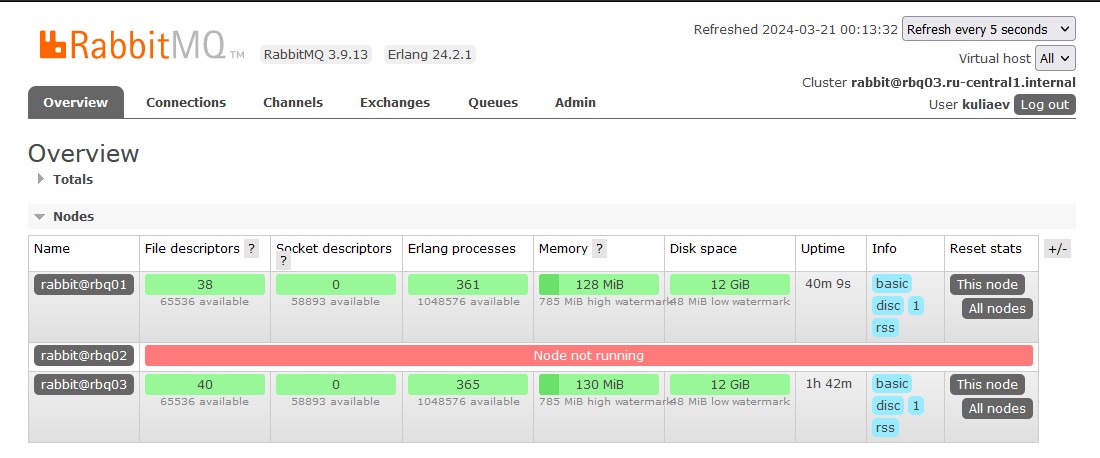 RabbitMQ TM
RabbitMQ 3.9.13 Erlang 24.2.1
Refreshed 2024-03-21 00:13:32 Refresh every 5 seconds
Virtual host All
Cluster rabbit@rbq03.ru-central1.internal
User kuliaev Log out
Overview Connections Channels Exchanges Queues Admin
Overview
Totals
Nodes
Name File descriptors ? Socket descriptors ? Erlang processes Memory ? Disk space Uptime Info Reset stats +/-
rabbit@rbq01 38 0 361 128 MiB 12 GiB 40m 9s basic This node
65536 available 58893 available 1048576 available 785 MiB high watermark 48 MiB low watermark disc 1 All nodes
rss
rabbit@rbq02 Node not running
rabbit@rbq03 40 0 365 130 MiB 12 GiB 1h 42m basic This node
65536 available 58893 available 1048576 available 785 MiB high watermark 48 MiB low watermark disc 1 All nodes
rss